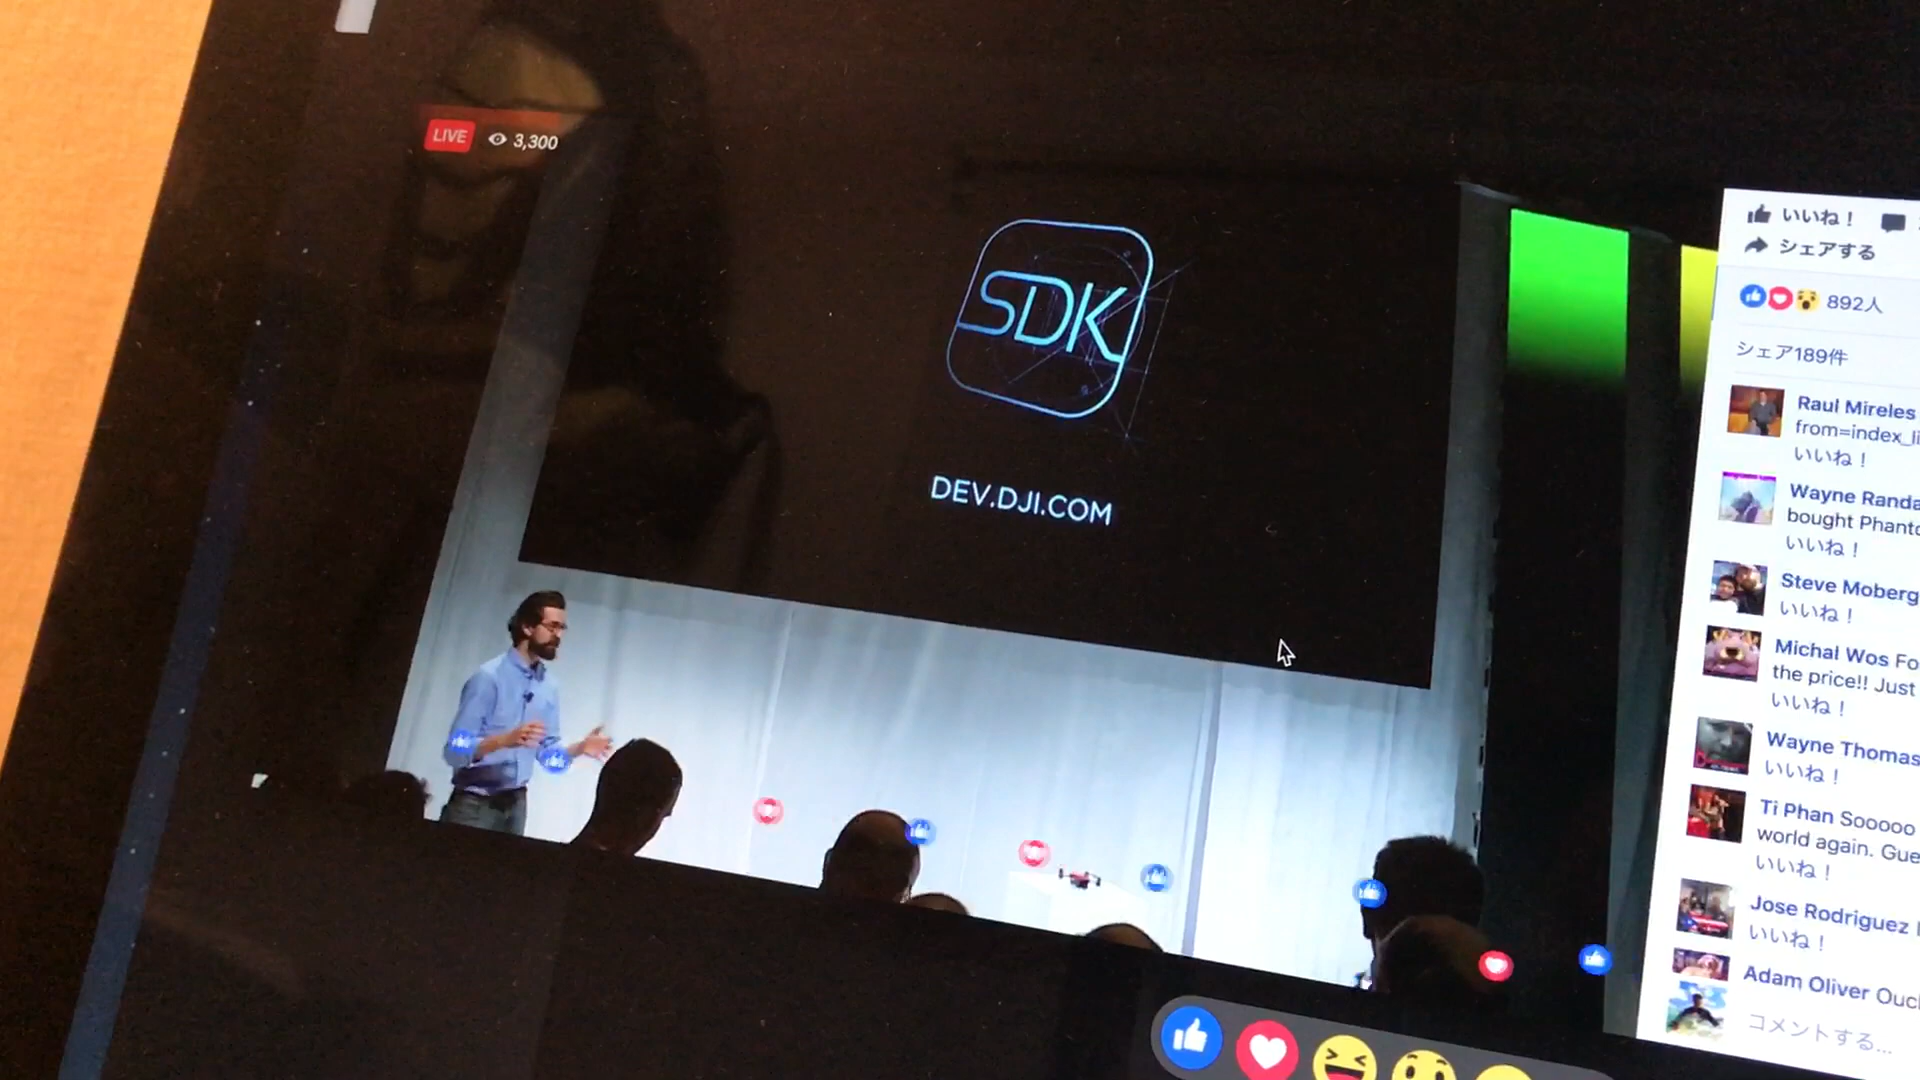 LIVE 3,300
SDK
DEV.DJI.COM
いいね！
シェアする
892人
シェア189件
Raul Mireles
from=index_li
いいね！
Wayne Randa
bought Phanto
いいね！
Steve Moberg
いいね！
Michal Wos Fo
the price!! Just
いいね！
Wayne Thomas
いいね！
Ti Phan Sooooo
world again. Gue
いいね！
Jose Rodriguez
いいね！
Adam Oliver Ouc
コメントする...